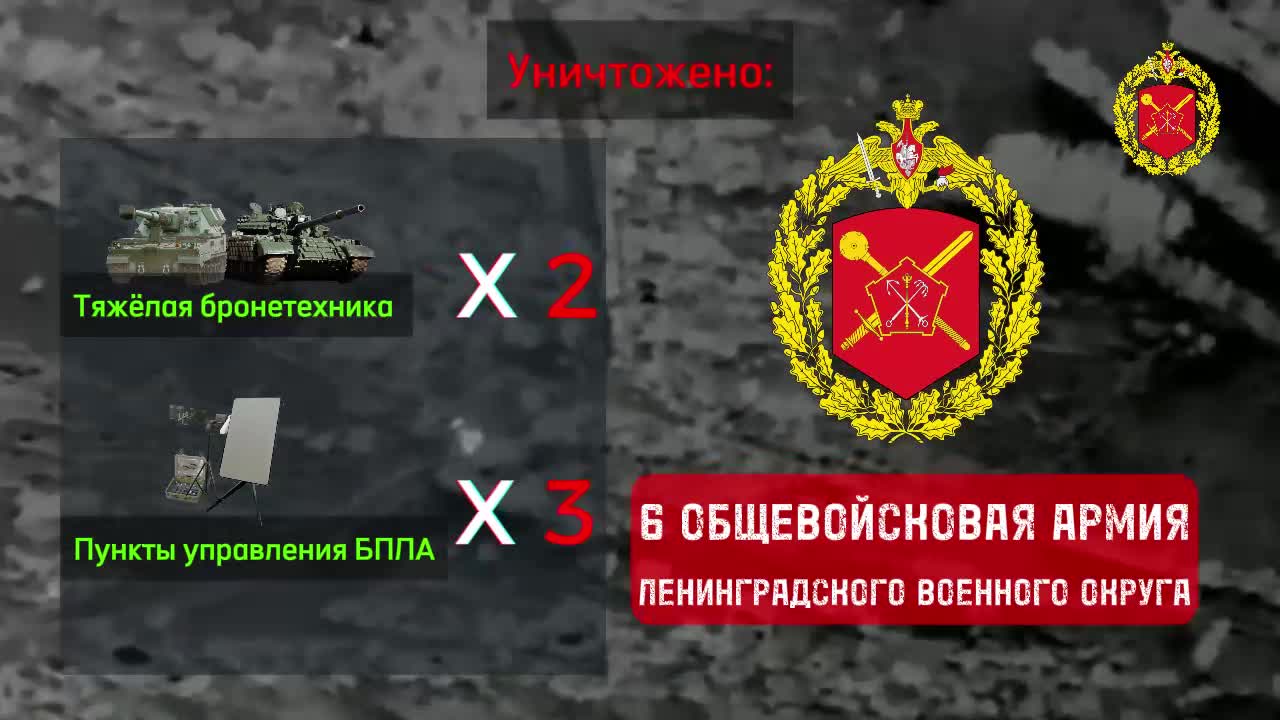 Уничтожено:
Тяжёлая бронетехника
X 2
Пункты управления БПЛА
X 3
6 ОБЩЕВОЙСКОВАЯ АРМИЯ
ЛЕНИНГРАДСКОГО ВОЕННОГО ОКРУГА